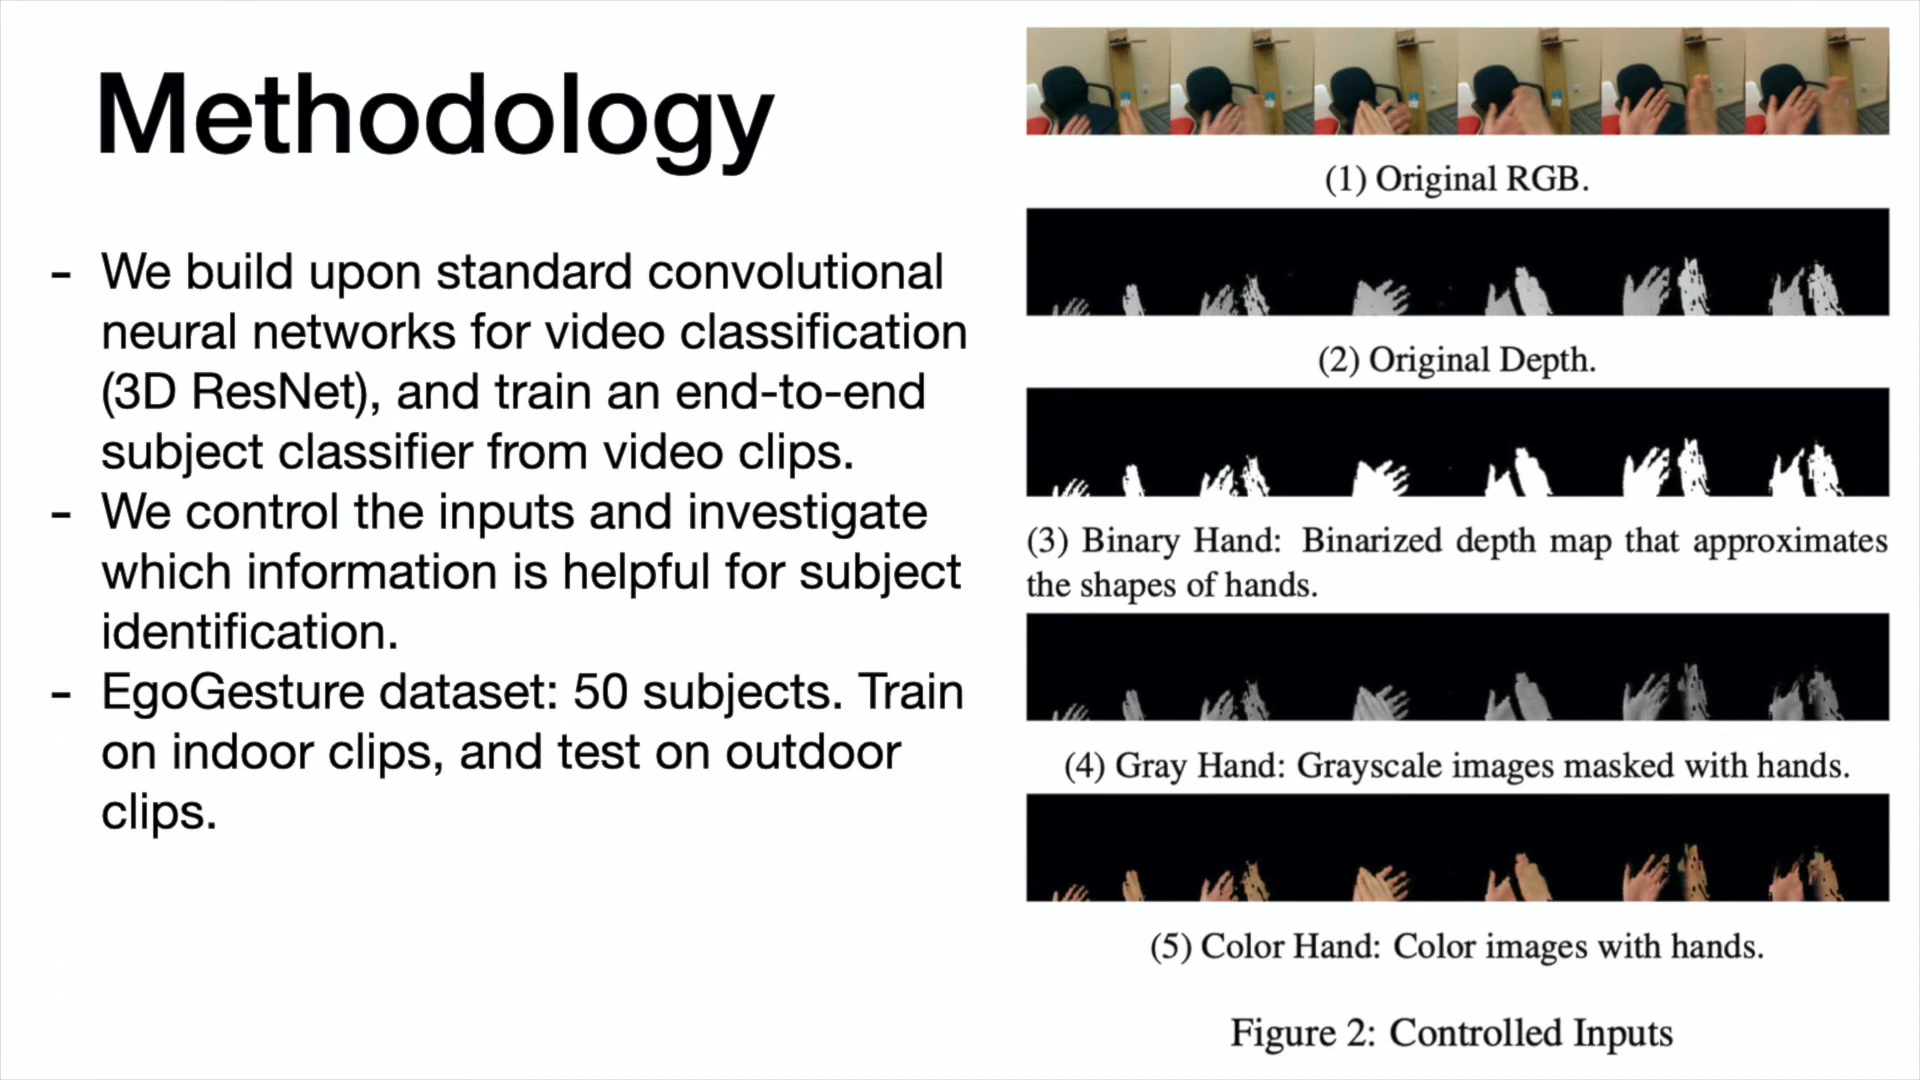 Methodology
- We build upon standard convolutional
neural networks for video classification
(3D ResNet), and train an end-to-end
subject classifier from video clips.
- We control the inputs and investigate
which information is helpful for subject
identification.
- EgoGesture dataset: 50 subjects. Train
on indoor clips, and test on outdoor
clips.
(1) Original RGB.
(2) Original Depth.
(3) Binary Hand: Binarized depth map that approximates
the shapes of hands.
(4) Gray Hand: Grayscale images masked with hands.
(5) Color Hand: Color images with hands.
Figure 2: Controlled Inputs